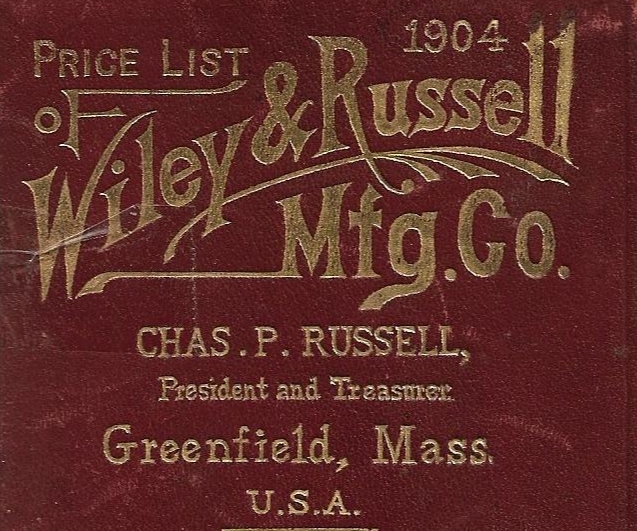 PRICE LIST 1904
of
Wiley & Russell
Mfg. Co.
CHAS. P. RUSSELL,
President and Treasurer.
Greenfield, Mass.
U.S.A.